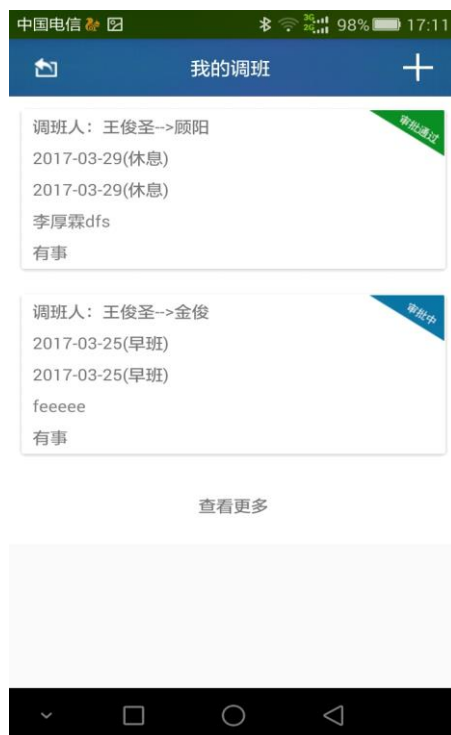 中国电信 3G 2G 98% 17:11
我的调班
调班人：王俊圣-->顾阳
审批通过
2017-03-29(休息)
2017-03-29(休息)
李厚霖dfs
有事
调班人：王俊圣-->金俊
审批中
2017-03-25(早班)
2017-03-25(早班)
feeeee
有事
查看更多